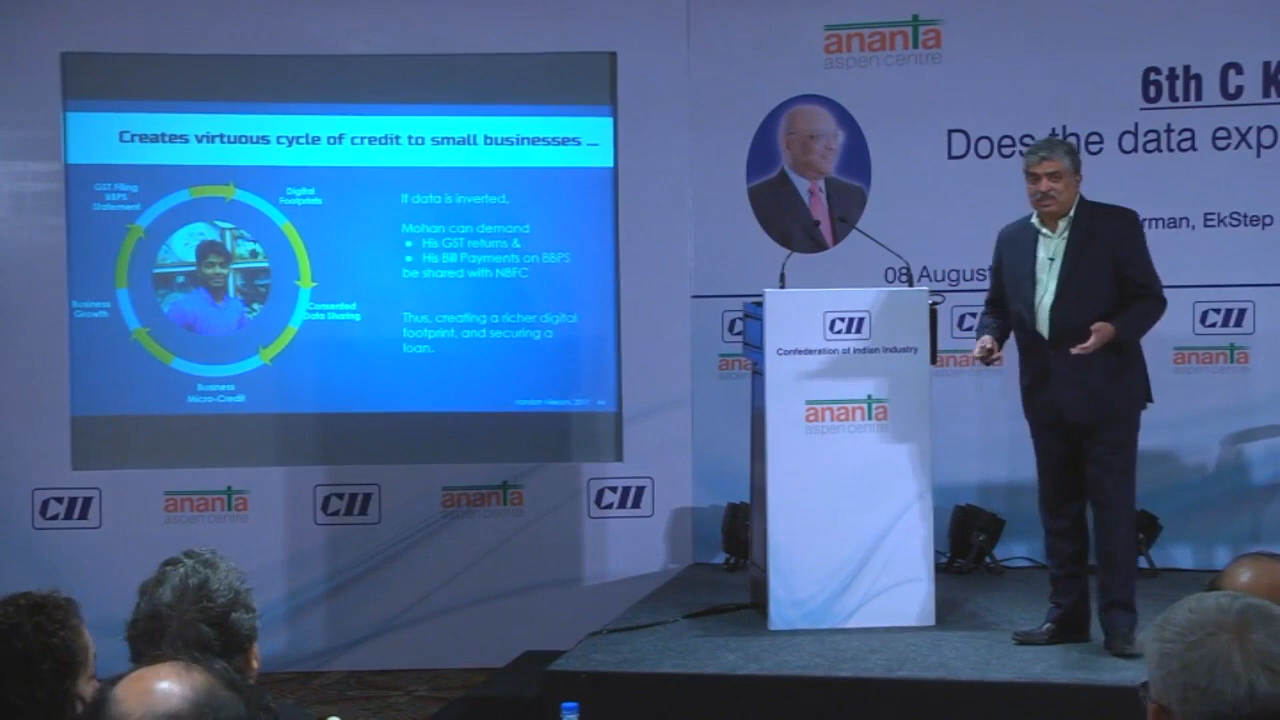 Creates virtuous cycle of credit to small businesses ...
GST Filing
BBPS
Statement
Digital
Footprints
Business
Growth
Consented
Data Sharing
Business
Micro-Credit
If data is inverted,
Mohan can demand
● His GST returns &
● His Bill Payments on BBPS
be shared with NBFC
Thus, creating a richer digital
footprint, and securing a
loan.
ananta
aspen centre
6th C K
Does the data exp
rman, EkStep
08 August
CII
Confederation of Indian Industry
ananta
aspen centre
CII
ananta
CII
ananta
CII
ananta
CII
ananta
aspen centre
CII
ananta
aspen centre
CII